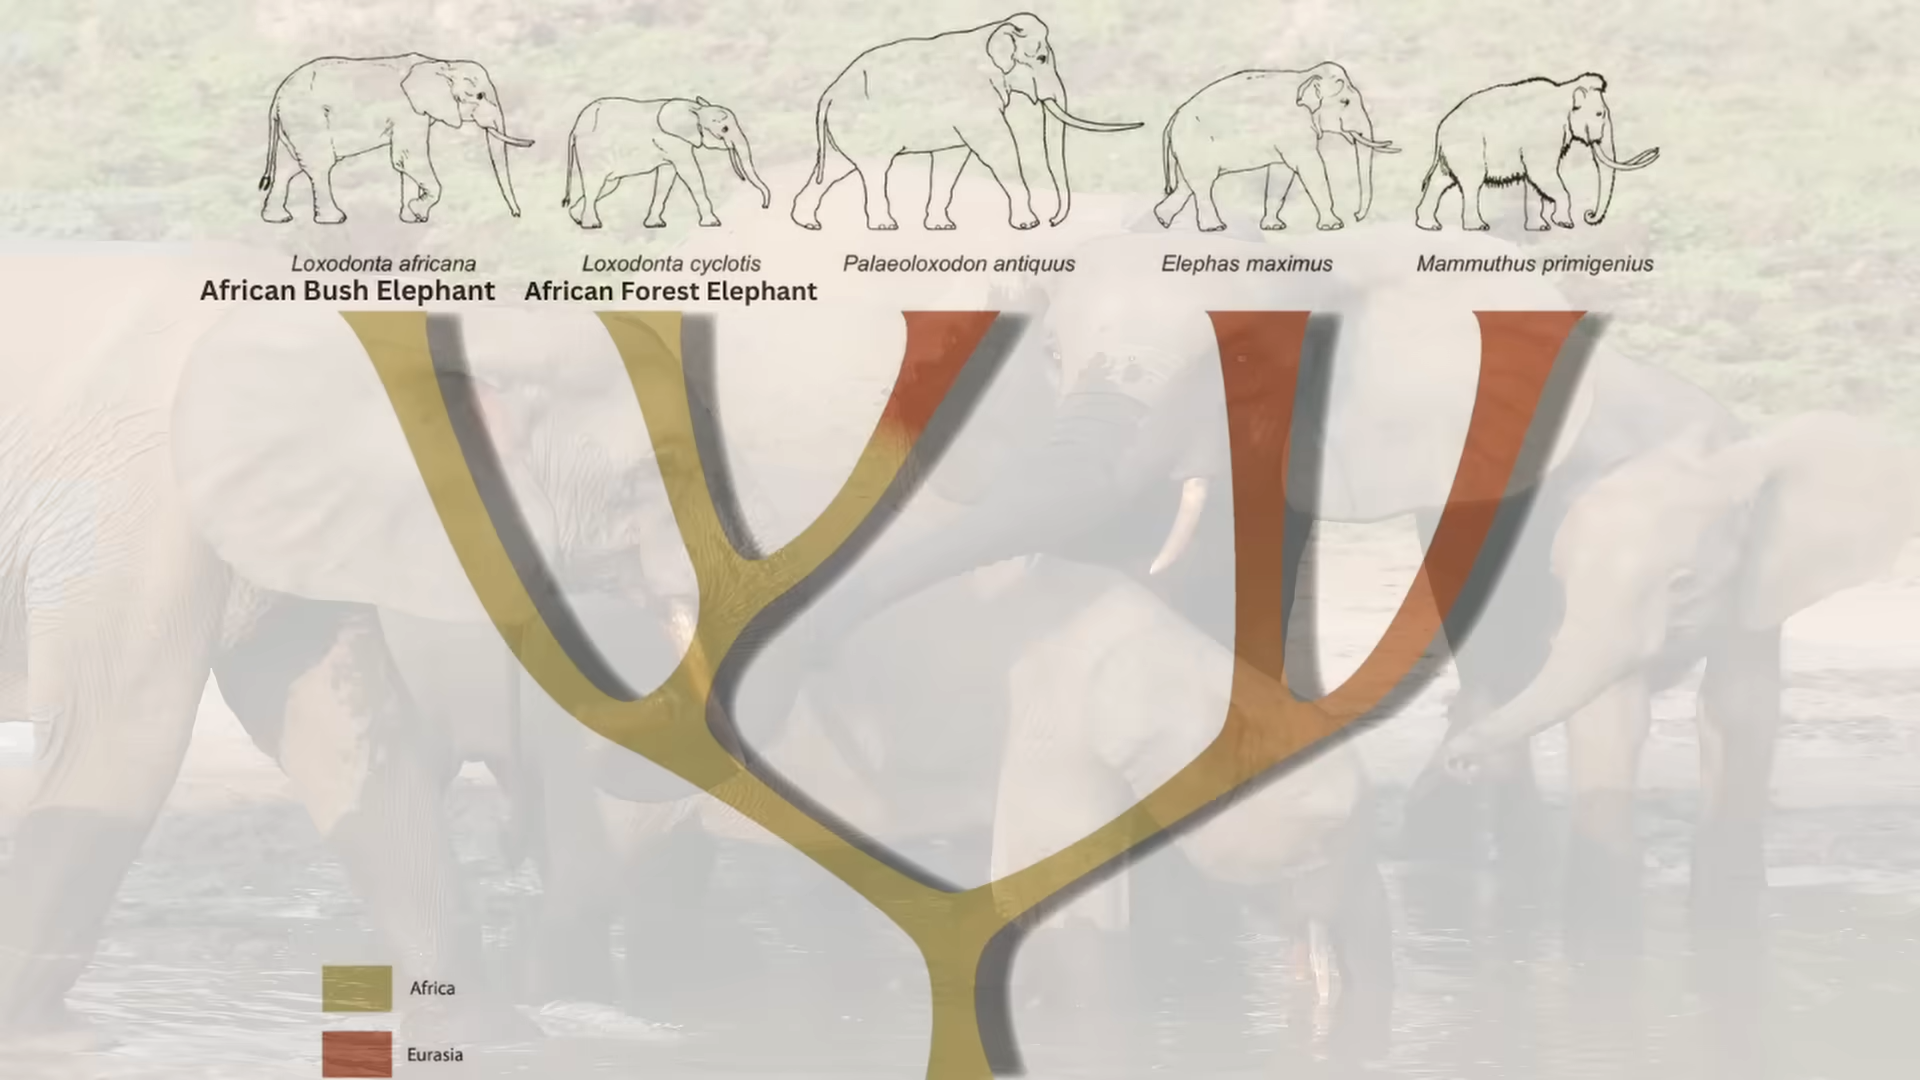 Loxodonta africana
African Bush Elephant
Loxodonta cyclotis
African Forest Elephant
Palaeoloxodon antiquus
Elephas maximus
Mammuthus primigenius
Africa
Eurasia